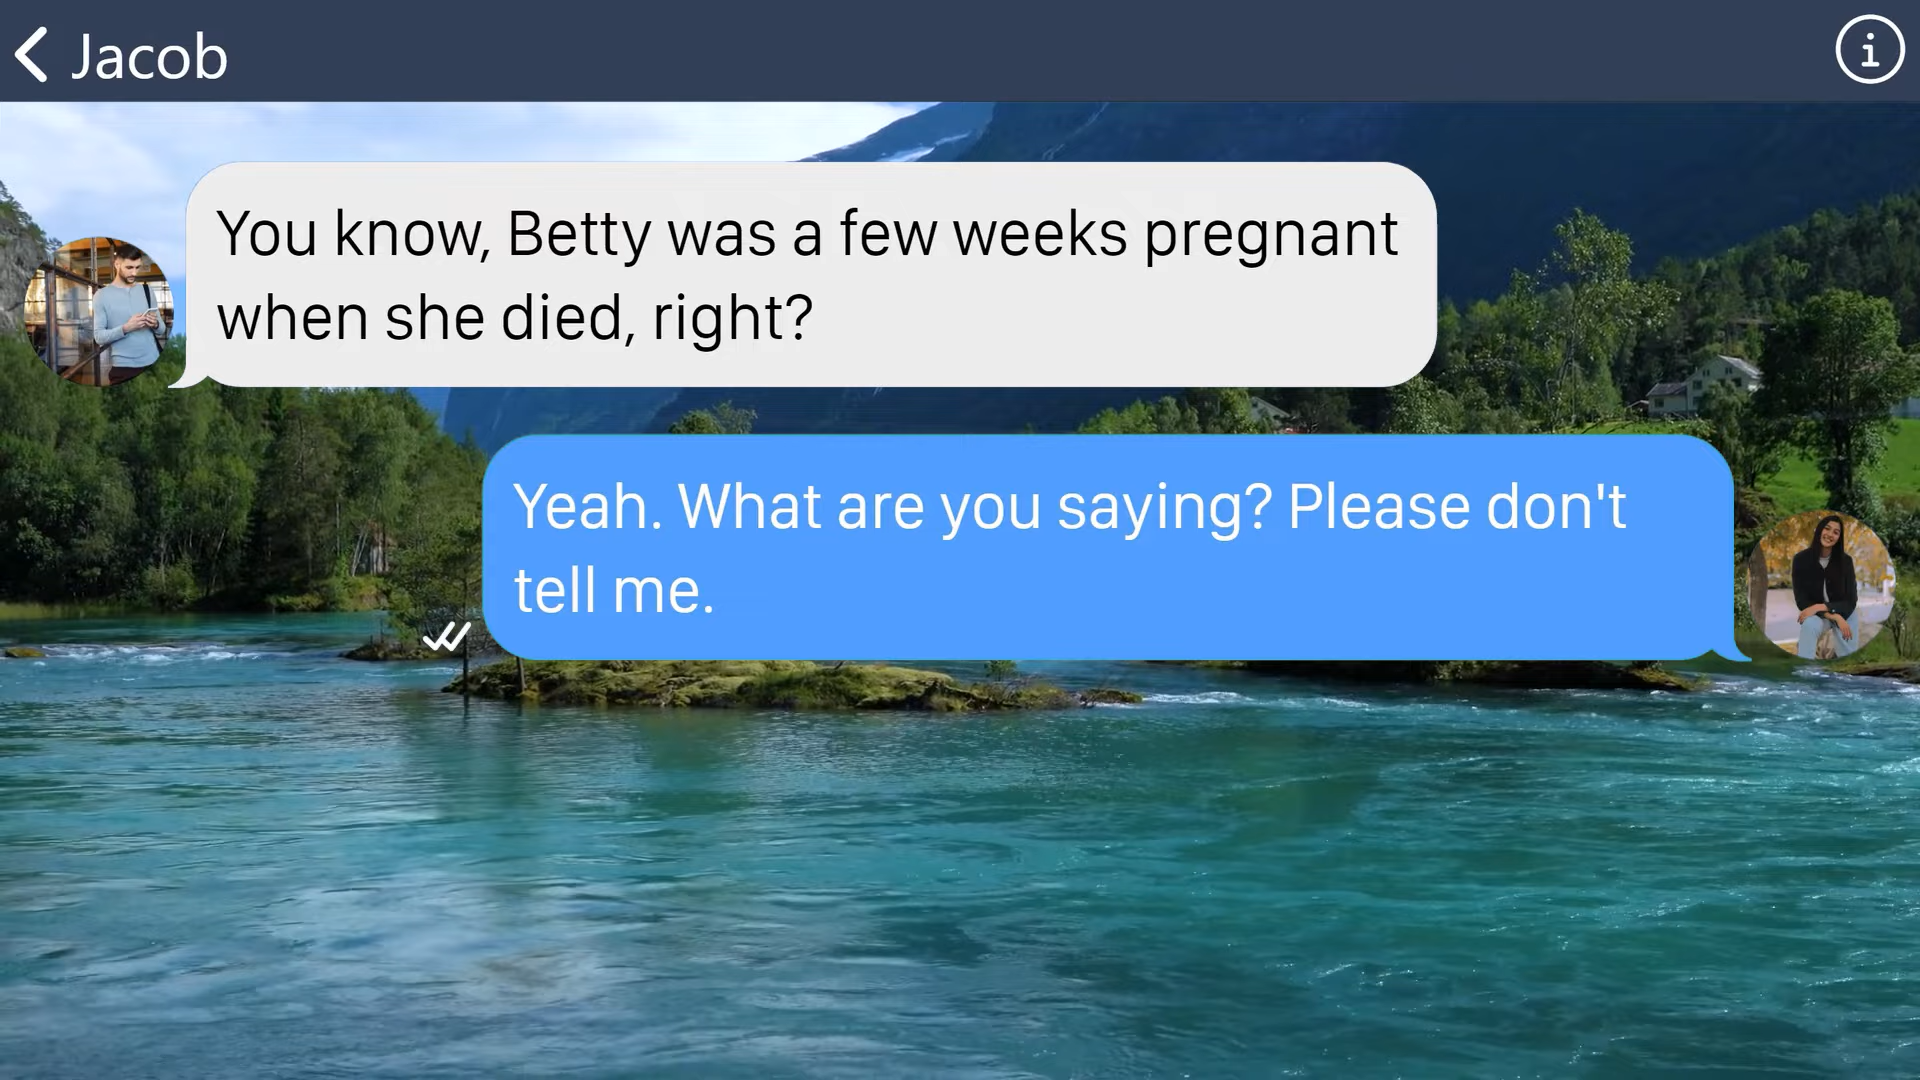 Jacob
You know, Betty was a few weeks pregnant
when she died, right?
Yeah. What are you saying? Please don't
tell me.